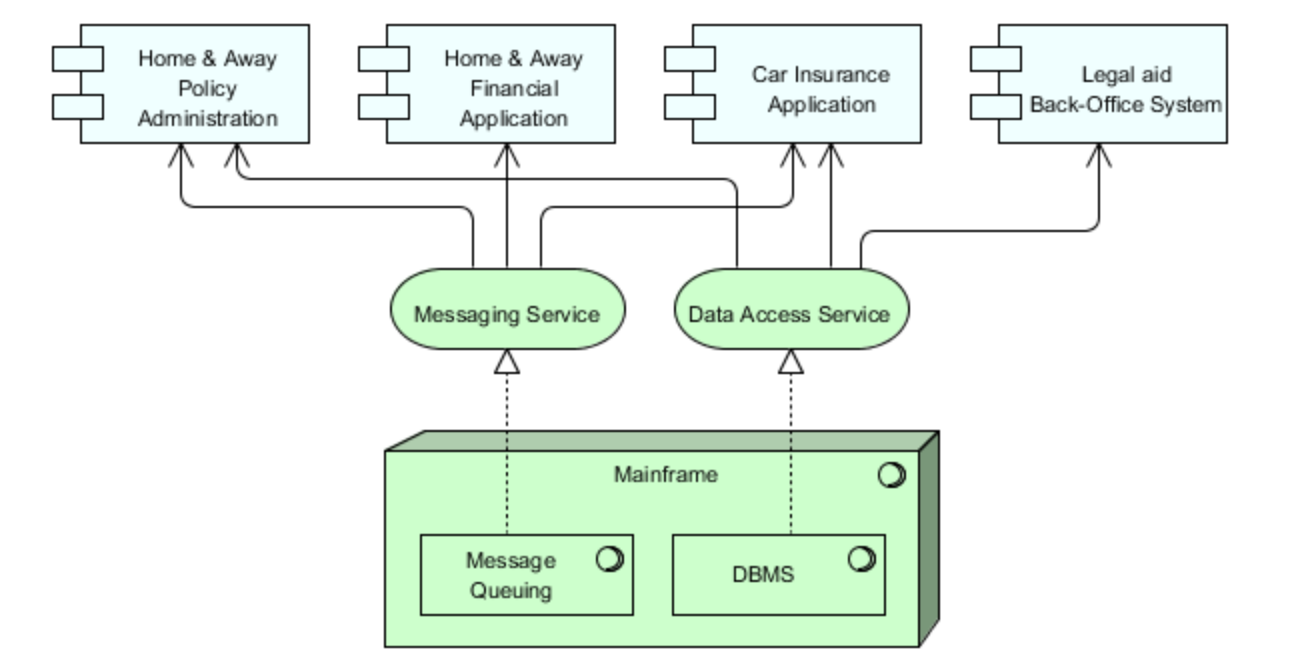 Home & Away
Policy
Administration
Home & Away
Financial
Application
Car Insurance
Application
Legal aid
Back-Office System
Messaging Service
Data Access Service
Mainframe
Message
Queuing
DBMS